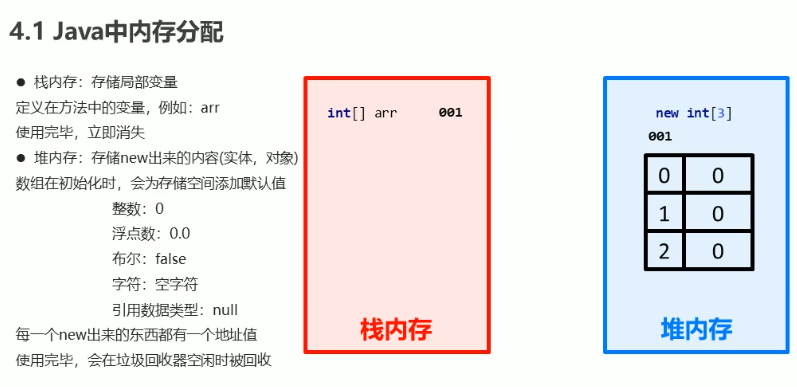 4.1 Java中内存分配
● 栈内存：存储局部变量
定义在方法中的变量，例如：arr
使用完毕，立即消失
● 堆内存：存储new出来的内容(实体，对象)
数组在初始化时，会为存储空间添加默认值
整数：0
浮点数：0.0
布尔：false
字符：空字符
引用数据类型：null
每一个new出来的东西都有一个地址值
使用完毕，会在垃圾回收器空闲时被回收
int[] arr 001
栈内存
new int[3]
001
0 0
1 0
2 0
堆内存